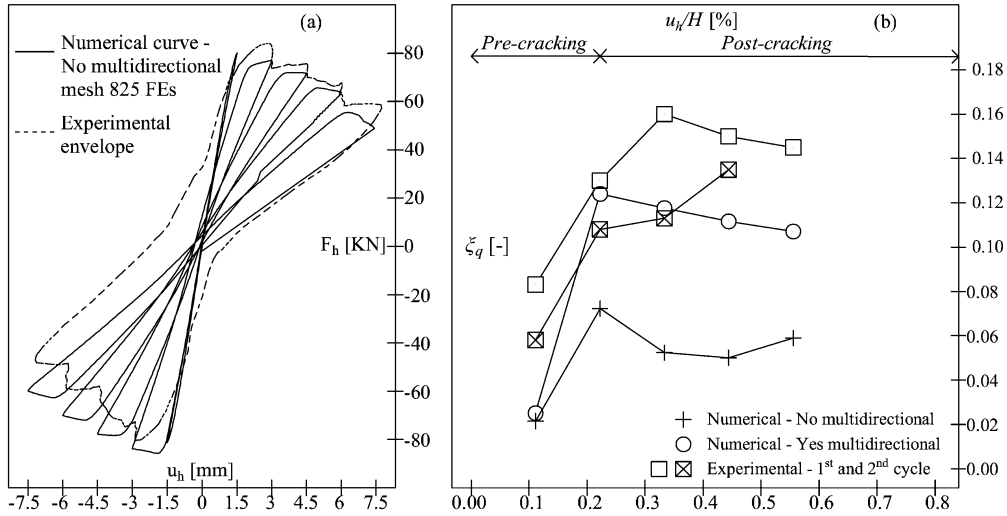 (a)
Numerical curve -
No multidirectional
mesh 825 FEs
Experimental
envelope
80
60
40
20
F_h [KN]
0
-20
-40
-60
-80
u_h [mm]
-7.5 -6 -4.5 -3 -1.5 0 1.5 3 4.5 6 7.5
u_h/H [%]
(b)
Pre-cracking
Post-cracking
0.18
0.16
0.14
0.12
ξ_q [-]
0.10
0.08
0.06
0.04
0.02
0.00
Numerical - No multidirectional
Numerical - Yes multidirectional
Experimental - 1st and 2nd cycle
0.0 0.1 0.2 0.3 0.4 0.5 0.6 0.7 0.8